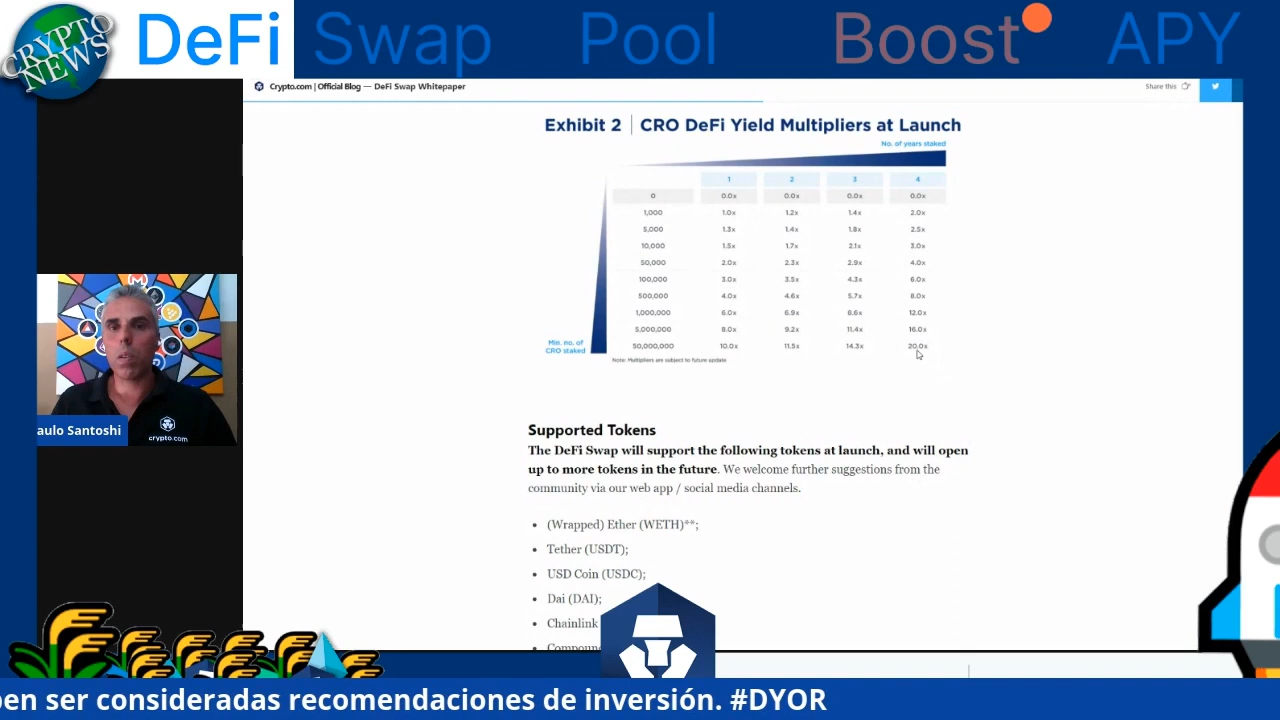 CRYPTO
NEWS
DeFi Swap Pool Boost APY
Crypto.com | Official Blog — DeFi Swap Whitepaper
Share this
Exhibit 2 | CRO DeFi Yield Multipliers at Launch
No. of years staked
1 2 3 4
0 0.0x 0.0x 0.0x 0.0x
1,000 1.0x 1.2x 1.4x 2.0x
5,000 1.3x 1.4x 1.8x 2.5x
10,000 1.5x 1.7x 2.1x 3.0x
50,000 2.0x 2.3x 2.9x 4.0x
100,000 3.0x 3.5x 4.3x 6.0x
500,000 4.0x 4.6x 5.7x 8.0x
1,000,000 6.0x 6.9x 8.6x 12.0x
5,000,000 8.0x 9.2x 11.4x 16.0x
50,000,000 10.0x 11.5x 14.3x 20.0x
Min. no. of
CRO staked
Note: Multipliers are subject to future update
Supported Tokens
The DeFi Swap will support the following tokens at launch, and will open
up to more tokens in the future. We welcome further suggestions from the
community via our web app / social media channels.
• (Wrapped) Ether (WETH)**;
• Tether (USDT);
• USD Coin (USDC);
• Dai (DAI);
• Chainlink
• Compound
aulo Santoshi
crypto.com
pen ser consideradas recomendaciones de inversión. #DYOR